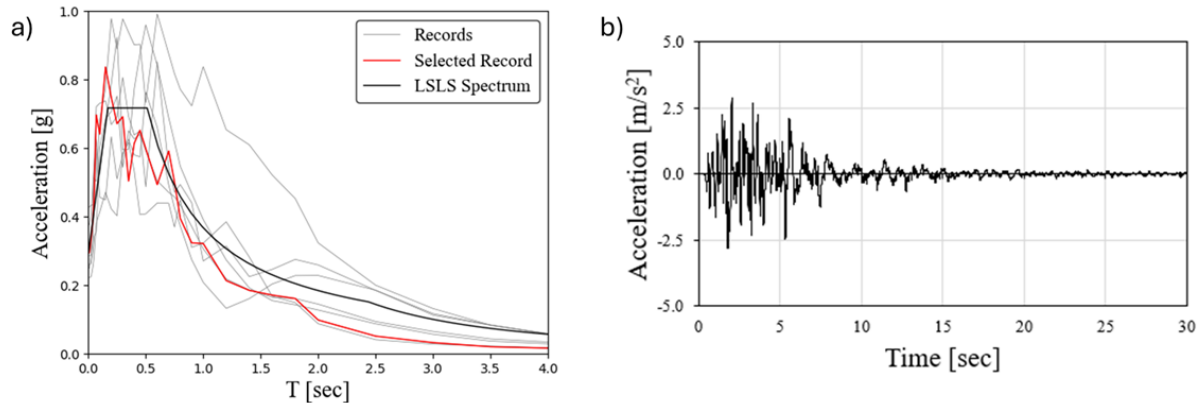 a)
Acceleration [g]
1.0
0.8
0.6
0.4
0.2
0.0
0.0 0.5 1.0 1.5 2.0 2.5 3.0 3.5 4.0
T [sec]
Records
Selected Record
LSLS Spectrum
b)
Acceleration [m/s²]
5.0
2.5
0.0
-2.5
-5.0
0 5 10 15 20 25 30
Time [sec]